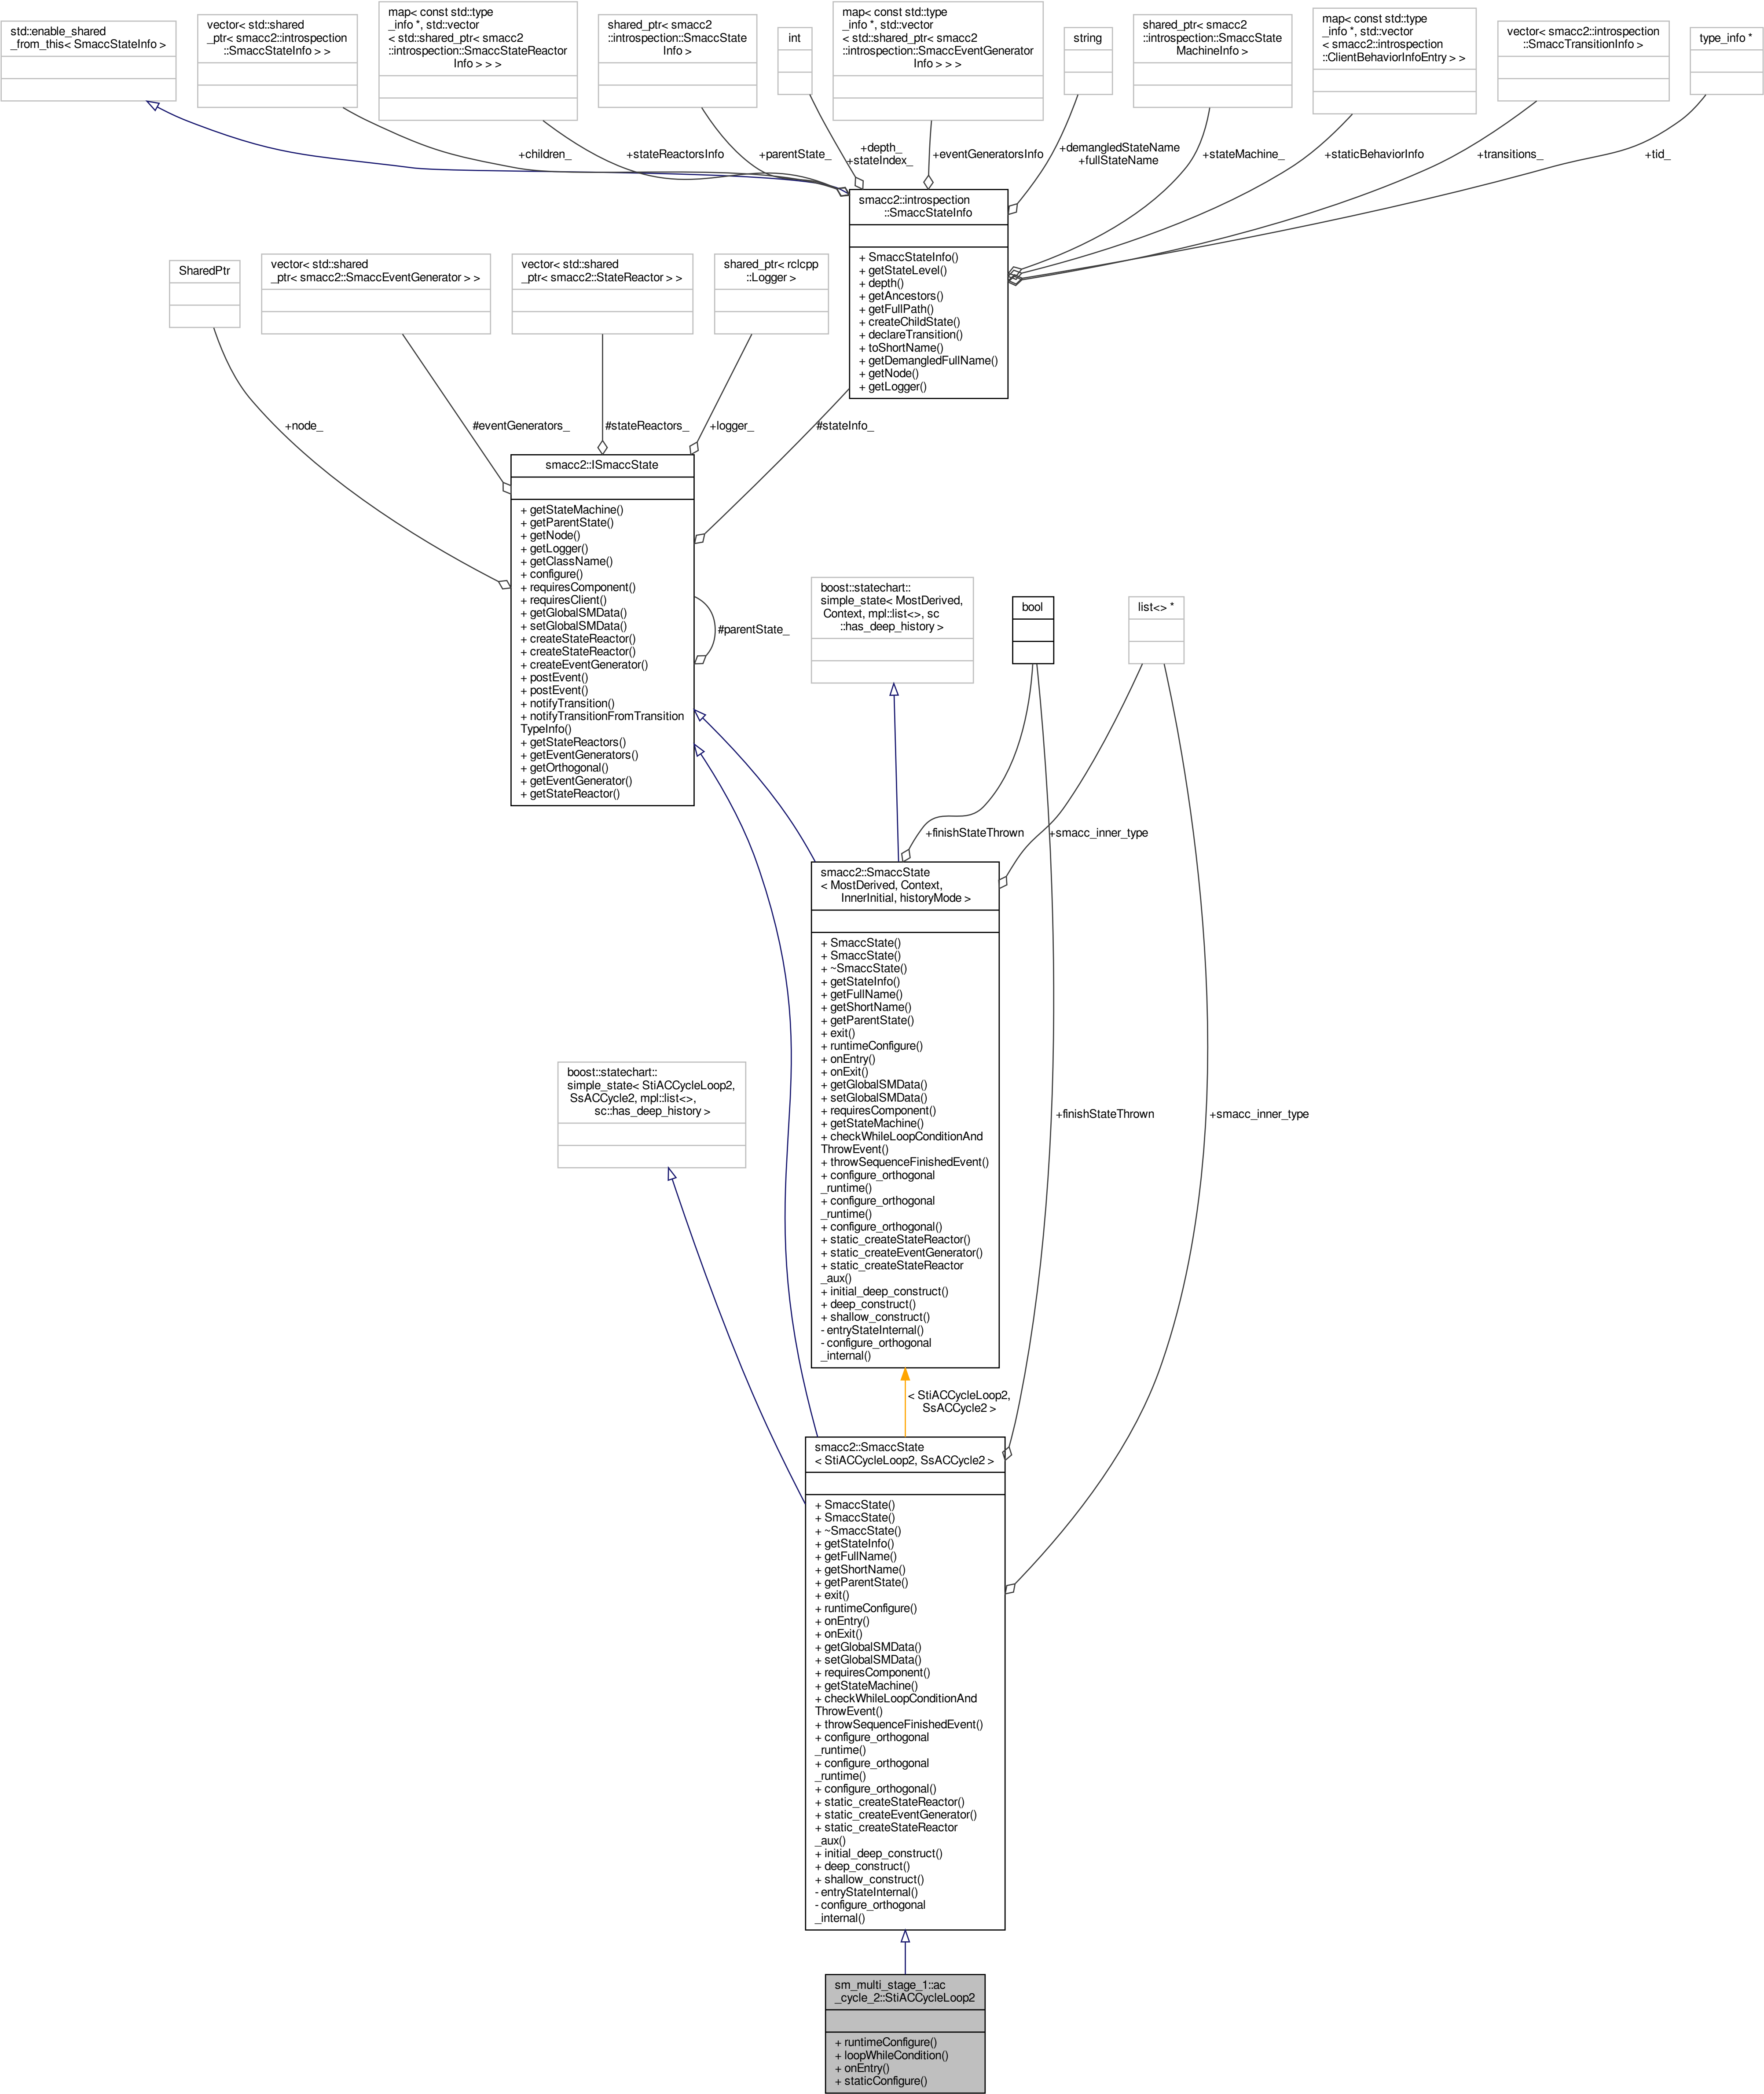 std::enable_shared
_from_this< SmaccStateInfo >
vector< std::shared
_ptr< smacc2::introspection
::SmaccStateInfo > >
map< const std::type
_info *, std::vector
< std::shared_ptr< smacc2
::introspection::SmaccStateReactor
Info > > >
shared_ptr< smacc2
::introspection::SmaccState
Info >
int
map< const std::type
_info *, std::vector
< std::shared_ptr< smacc2
::introspection::SmaccEventGenerator
Info > > >
string
shared_ptr< smacc2
::introspection::SmaccState
MachineInfo >
map< const std::type
_info *, std::vector
< smacc2::introspection
::ClientBehaviorInfoEntry > >
vector< smacc2::introspection
::SmaccTransitionInfo >
type_info *
+children_
+stateReactorsInfo
+parentState_
+depth_
+stateIndex_
+eventGeneratorsInfo
+demangledStateName
+fullStateName
+stateMachine_
+staticBehaviorInfo
+transitions_
+tid_
smacc2::introspection
::SmaccStateInfo
+ SmaccStateInfo()
+ getStateLevel()
+ depth()
+ getAncestors()
+ getFullPath()
+ createChildState()
+ declareTransition()
+ toShortName()
+ getDemangledFullName()
+ getNode()
+ getLogger()
SharedPtr
vector< std::shared
_ptr< smacc2::SmaccEventGenerator > >
vector< std::shared
_ptr< smacc2::StateReactor > >
shared_ptr< rclcpp
::Logger >
+node_
#eventGenerators_
#stateReactors_
+logger_
#stateInfo_
smacc2::ISmaccState
+ getStateMachine()
+ getParentState()
+ getNode()
+ getLogger()
+ getClassName()
+ configure()
+ requiresComponent()
+ requiresClient()
+ getGlobalSMData()
+ setGlobalSMData()
+ createStateReactor()
+ createStateReactor()
+ createEventGenerator()
+ postEvent()
+ postEvent()
+ notifyTransition()
+ notifyTransitionFromTransition
TypeInfo()
+ getStateReactors()
+ getEventGenerators()
+ getOrthogonal()
+ getEventGenerator()
+ getStateReactor()
#parentState_
boost::statechart::
simple_state< MostDerived,
Context, mpl::list<>, sc
::has_deep_history >
bool
list<> *
+finishStateThrown
+smacc_inner_type
smacc2::SmaccState
< MostDerived, Context,
InnerInitial, historyMode >
+ SmaccState()
+ SmaccState()
+ ~SmaccState()
+ getStateInfo()
+ getFullName()
+ getShortName()
+ getParentState()
+ exit()
+ runtimeConfigure()
+ onEntry()
+ onExit()
+ getGlobalSMData()
+ setGlobalSMData()
+ requiresComponent()
+ getStateMachine()
+ checkWhileLoopConditionAnd
ThrowEvent()
+ throwSequenceFinishedEvent()
+ configure_orthogonal
_runtime()
+ configure_orthogonal
_runtime()
+ configure_orthogonal()
+ static_createStateReactor()
+ static_createEventGenerator()
+ static_createStateReactor
_aux()
+ initial_deep_construct()
+ deep_construct()
+ shallow_construct()
- entryStateInternal()
- configure_orthogonal
_internal()
boost::statechart::
simple_state< StiACCycleLoop2,
SsACCycle2, mpl::list<>,
sc::has_deep_history >
+finishStateThrown
+smacc_inner_type
< StiACCycleLoop2,
SsACCycle2 >
smacc2::SmaccState
< StiACCycleLoop2, SsACCycle2 >
+ SmaccState()
+ SmaccState()
+ ~SmaccState()
+ getStateInfo()
+ getFullName()
+ getShortName()
+ getParentState()
+ exit()
+ runtimeConfigure()
+ onEntry()
+ onExit()
+ getGlobalSMData()
+ setGlobalSMData()
+ requiresComponent()
+ getStateMachine()
+ checkWhileLoopConditionAnd
ThrowEvent()
+ throwSequenceFinishedEvent()
+ configure_orthogonal
_runtime()
+ configure_orthogonal
_runtime()
+ configure_orthogonal()
+ static_createStateReactor()
+ static_createEventGenerator()
+ static_createStateReactor
_aux()
+ initial_deep_construct()
+ deep_construct()
+ shallow_construct()
- entryStateInternal()
- configure_orthogonal
_internal()
sm_multi_stage_1::ac
_cycle_2::StiACCycleLoop2
+ runtimeConfigure()
+ loopWhileCondition()
+ onEntry()
+ staticConfigure()